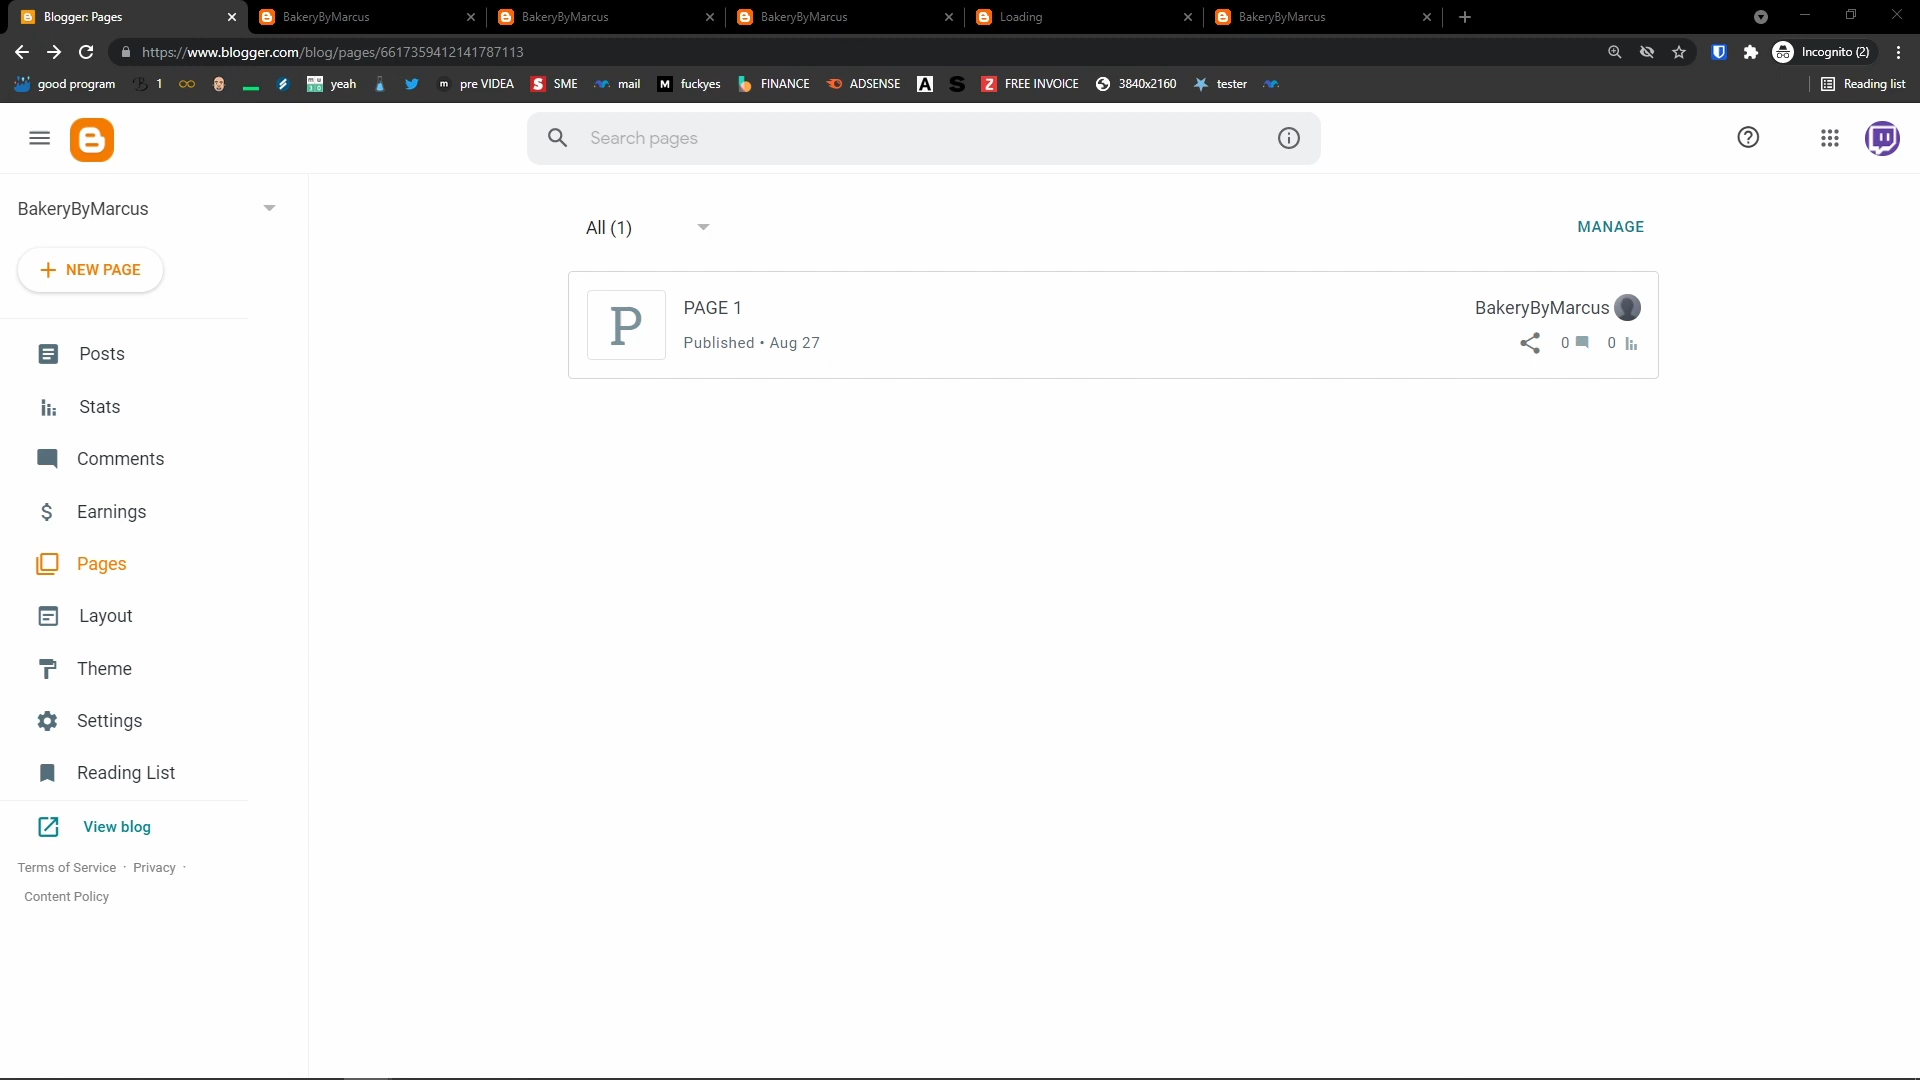 Blogger: Pages
BakeryByMarcus
BakeryByMarcus
BakeryByMarcus
Loading
BakeryByMarcus
https://www.blogger.com/blog/pages/6617359412141787113
Incognito (2)
good program
1
yeah
pre VIDEA
SME
mail
fuckyes
FINANCE
ADSENSE
FREE INVOICE
3840x2160
tester
Reading list
Search pages
BakeryByMarcus
NEW PAGE
Posts
Stats
Comments
Earnings
Pages
Layout
Theme
Settings
Reading List
View blog
Terms of Service · Privacy ·
Content Policy
All (1)
MANAGE
P
PAGE 1
BakeryByMarcus
Published • Aug 27
0
0